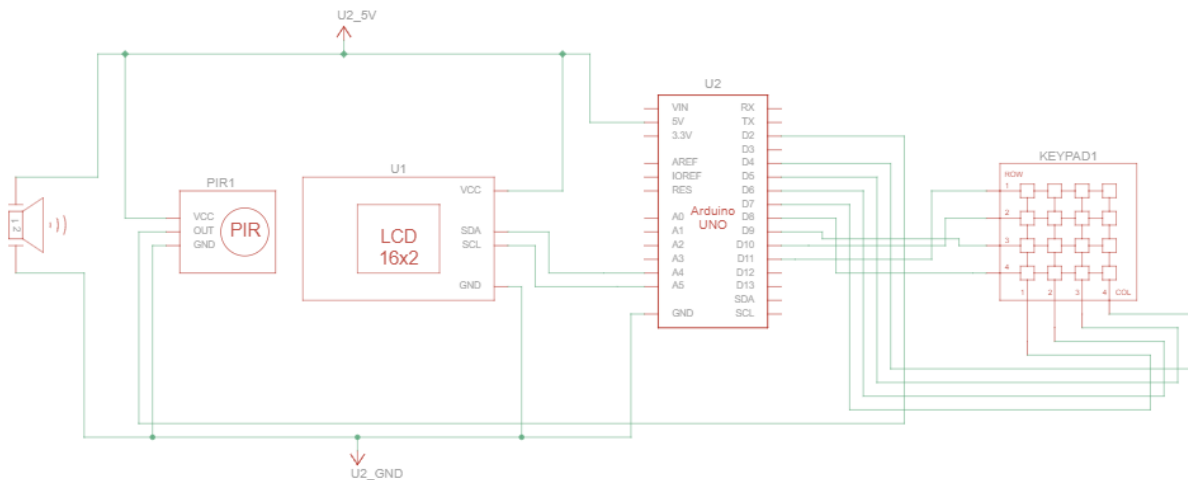 U2_5V
U2
VIN
5V
3.3V
AREF
IOREF
RES
A0
A1
A2
A3
A4
A5
GND
Arduino
UNO
RX
TX
D2
D3
D4
D5
D6
D7
D8
D9
D10
D11
D12
D13
SDA
SCL
KEYPAD1
ROW
1
2
3
4
1 2 3 4 COL
1 2
PIR1
VCC
OUT
GND
PIR
U1
LCD
16x2
VCC
SDA
SCL
GND
U2_GND